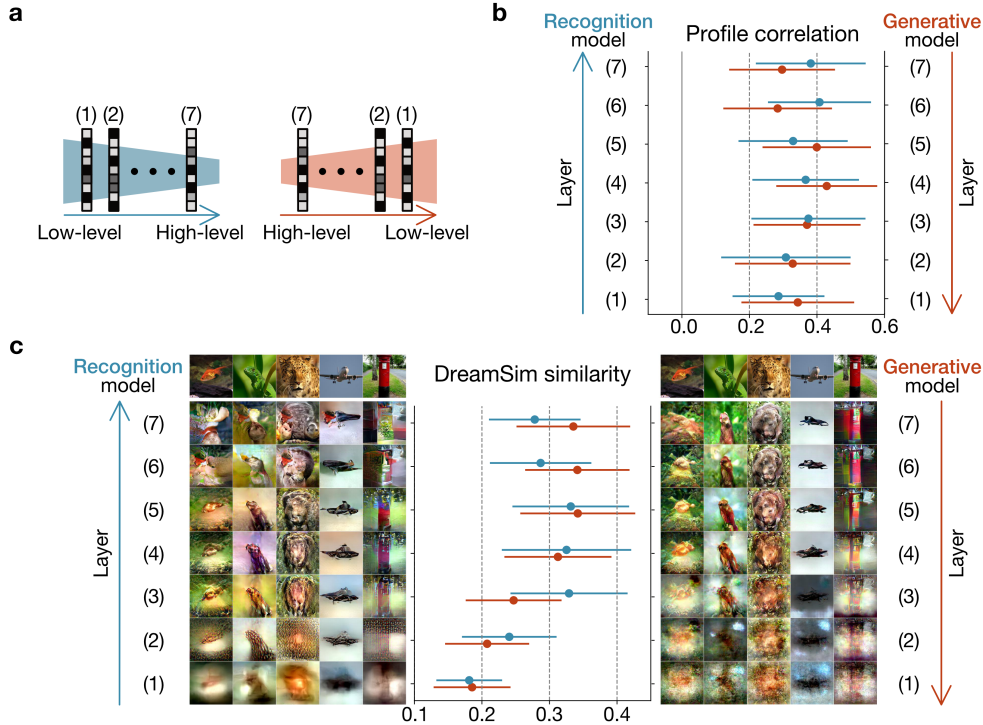 a
(1) (2) (7)
Low-level High-level
(7) (2) (1)
High-level Low-level
b
Recognition
model
Profile correlation
Generative
model
Layer
(7) (7)
(6) (6)
(5) (5)
(4) (4)
(3) (3)
(2) (2)
(1) (1)
Layer
0.0 0.2 0.4 0.6
c
Recognition
model
DreamSim similarity
Generative
model
Layer
(7) (7)
(6) (6)
(5) (5)
(4) (4)
(3) (3)
(2) (2)
(1) (1)
Layer
0.1 0.2 0.3 0.4